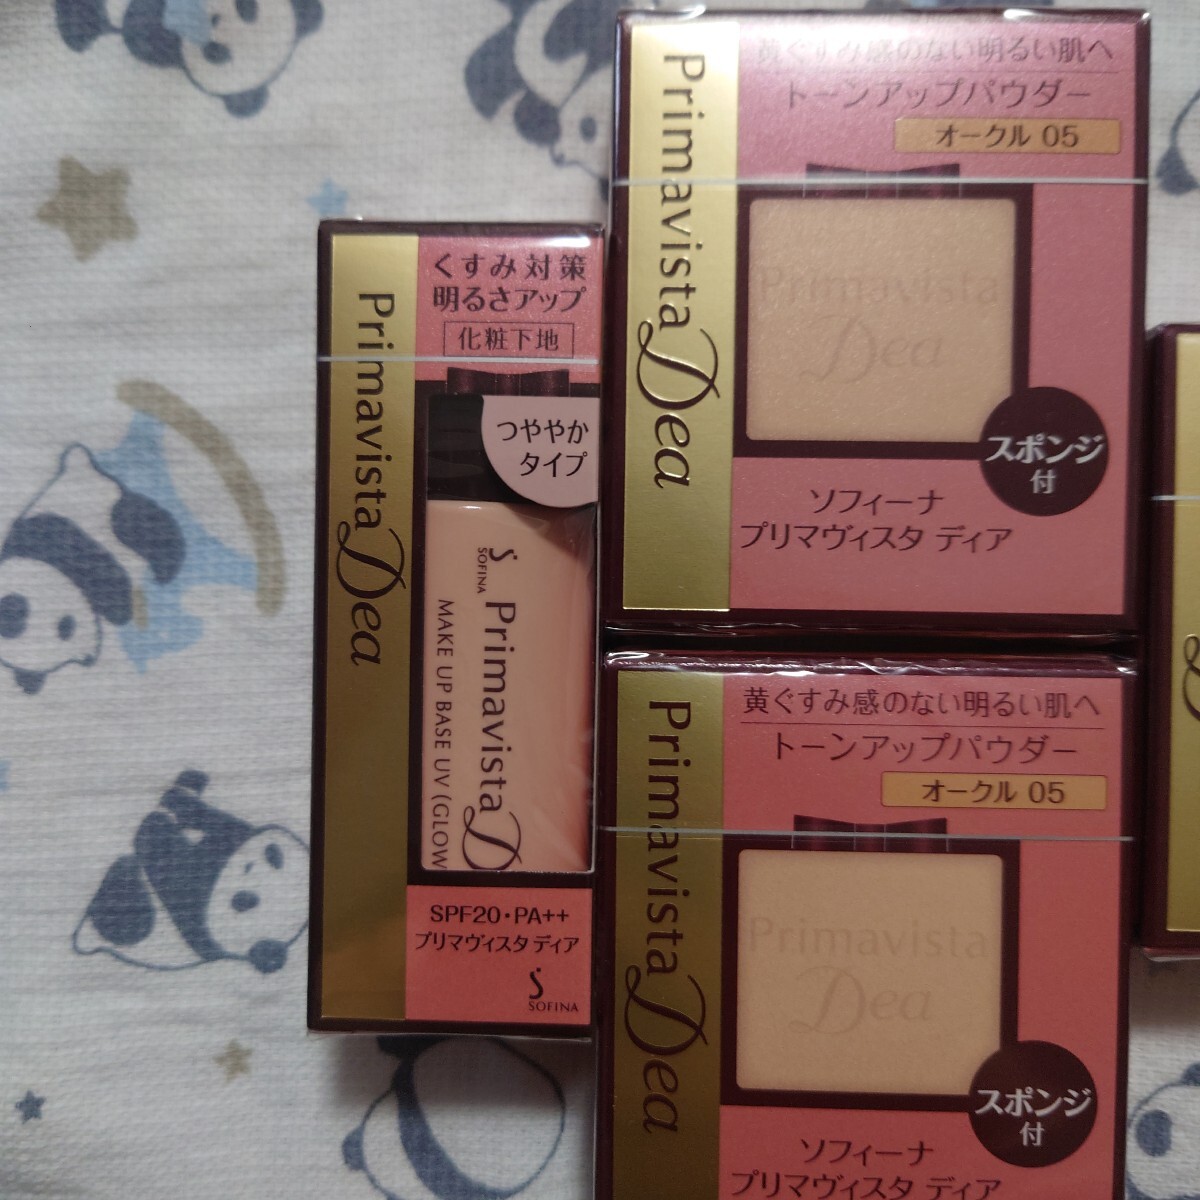 Primavista Dea
くすみ対策
明るさアップ
化粧下地
つややか
タイプ
SOFINA
Primavista D
MAKE UP BASE UV (GLOW
SPF20・PA++
プリマヴィスタ ディア
SOFINA
Primavista Dea
黄ぐすみ感のない明るい肌へ
トーンアップパウダー
オークル 05
Primavista
Dea
スポンジ
付
ソフィーナ
プリマヴィスタ ディア
Primavista Dea
黄ぐすみ感のない明るい肌へ
トーンアップパウダー
オークル 05
Primavista
Dea
スポンジ
付
ソフィーナ
プリマヴィスタ ディア